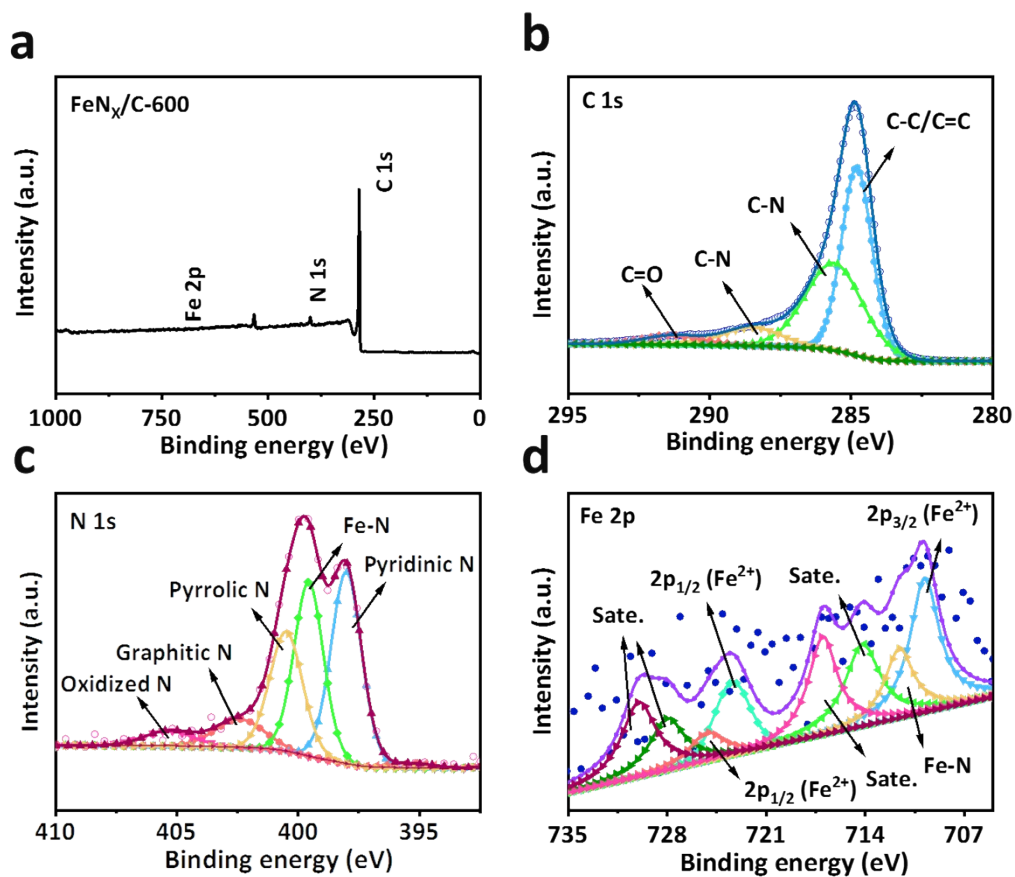 a
FeNₓ/C-600
C 1s
N 1s
Fe 2p
Intensity (a.u.)
1000 750 500 250 0
Binding energy (eV)
b
C 1s
C-C/C=C
C-N
C-N
C=O
Intensity (a.u.)
295 290 285 280
Binding energy (eV)
c
N 1s
Fe-N
Pyridinic N
Pyrrolic N
Graphitic N
Oxidized N
Intensity (a.u.)
410 405 400 395
Binding energy (eV)
d
Fe 2p
2p₃/₂ (Fe²⁺)
Sate.
2p₁/₂ (Fe²⁺)
Sate.
Fe-N
Sate.
2p₁/₂ (Fe²⁺)
Intensity (a.u.)
735 728 721 714 707
Binding energy (eV)